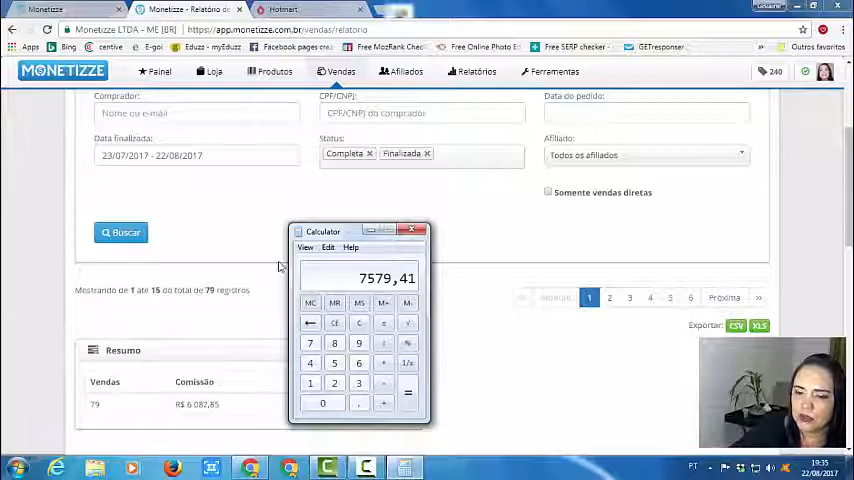 Monetizze
Monetizze - Relatório de
Hotmart
Gislaine
Monetizze LTDA - ME [BR] https://app.monetizze.com.br/vendas/relatorio
Apps Blog centive E-goi MyEduzz Facebook pages creat Free MozRank Check Free Online Photo Edit Free SERP checker - GETresponser Outros favoritos
MONETIZZE Painel Loja Produtos Vendas Afiliados Relatórios Ferramentas 240
Comprador: CPF/CNPJ: Data do pedido:
Nome ou e-mail CPF/CNPJ do comprador
Data finalizada: Status: Afiliado:
23/07/2017 - 22/08/2017 Completa × Finalizada × Todos os afiliados
Somente vendas diretas
Buscar
Calculator
View Edit Help
7579,41
MC MR MS M+ M-
← CE C ± √
7 8 9 / %
4 5 6 * 1/x
1 2 3 - =
0 , +
Mostrando de 1 até 15 do total de 79 registros
1 2 3 4 5 6 Próxima »
Exportar: CSV XLS
Resumo
Vendas Comissão
79 R$ 6.082,85
PT 19:35
22/08/2017